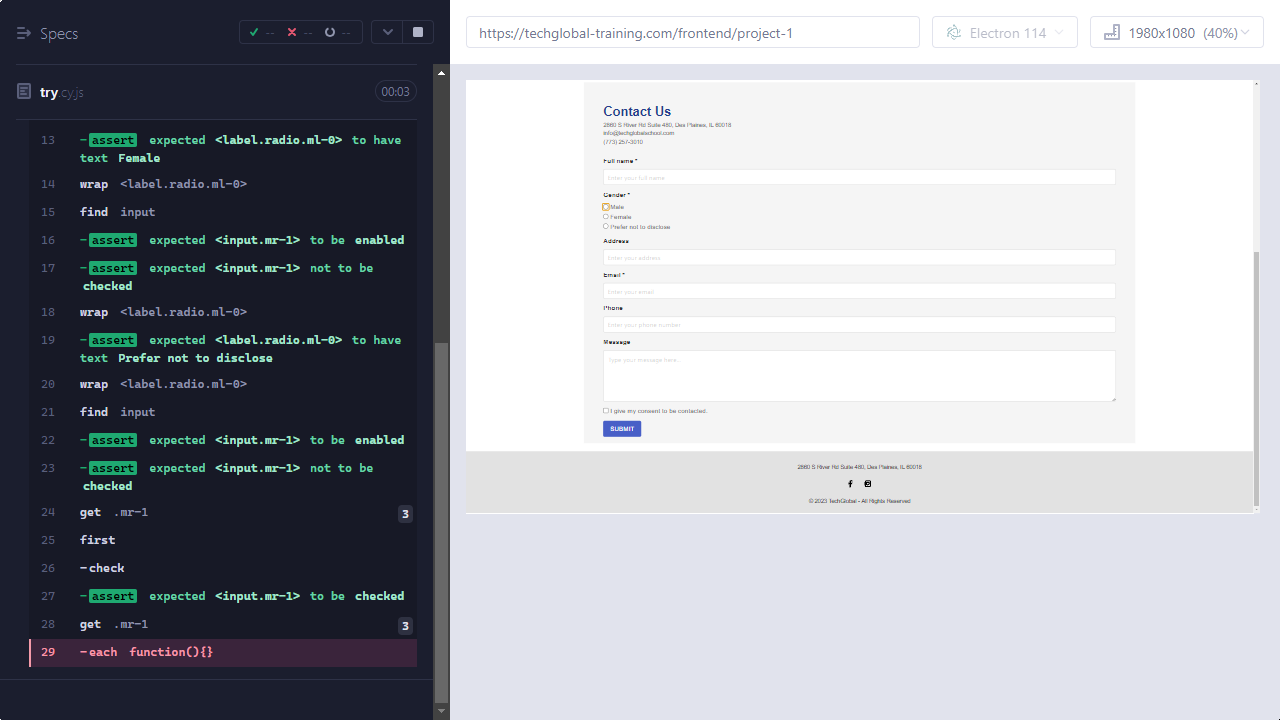 Specs
-- -- --
https://techglobal-training.com/frontend/project-1
Electron 114
1980x1080 (40%)
try.cy.js
00:03
13 -assert expected <label.radio.ml-0> to have
text Female
14 wrap <label.radio.ml-0>
15 find input
16 -assert expected <input.mr-1> to be enabled
17 -assert expected <input.mr-1> not to be
checked
18 wrap <label.radio.ml-0>
19 -assert expected <label.radio.ml-0> to have
text Prefer not to disclose
20 wrap <label.radio.ml-0>
21 find input
22 -assert expected <input.mr-1> to be enabled
23 -assert expected <input.mr-1> not to be
checked
24 get .mr-1 3
25 first
26 -check
27 -assert expected <input.mr-1> to be checked
28 get .mr-1 3
29 -each function(){}
Contact Us
2860 S River Rd Suite 480, Des Plaines, IL 60018
info@techglobalschool.com
(773) 257-3010
Full name *
Enter your full name
Gender *
Male
Female
Prefer not to disclose
Address
Enter your address
Email *
Enter your email
Phone
Enter your phone number
Message
Type your message here...
I give my consent to be contacted.
SUBMIT
2860 S River Rd Suite 480, Des Plaines, IL 60018
© 2023 TechGlobal - All Rights Reserved